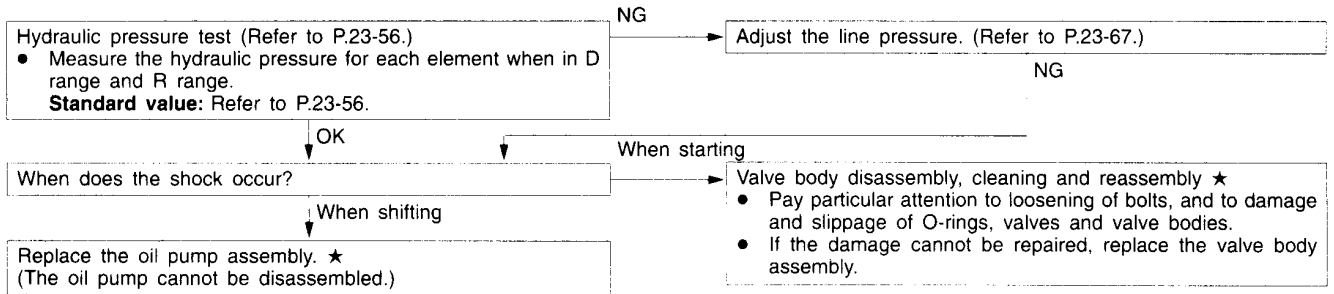 NG
Hydraulic pressure test (Refer to P.23-56.)
● Measure the hydraulic pressure for each element when in D
range and R range.
Standard value: Refer to P.23-56.
Adjust the line pressure. (Refer to P.23-67.)
NG
OK
When starting
When does the shock occur?
Valve body disassembly, cleaning and reassembly ★
● Pay particular attention to loosening of bolts, and to damage
and slippage of O-rings, valves and valve bodies.
● If the damage cannot be repaired, replace the valve body
assembly.
When shifting
Replace the oil pump assembly. ★
(The oil pump cannot be disassembled.)